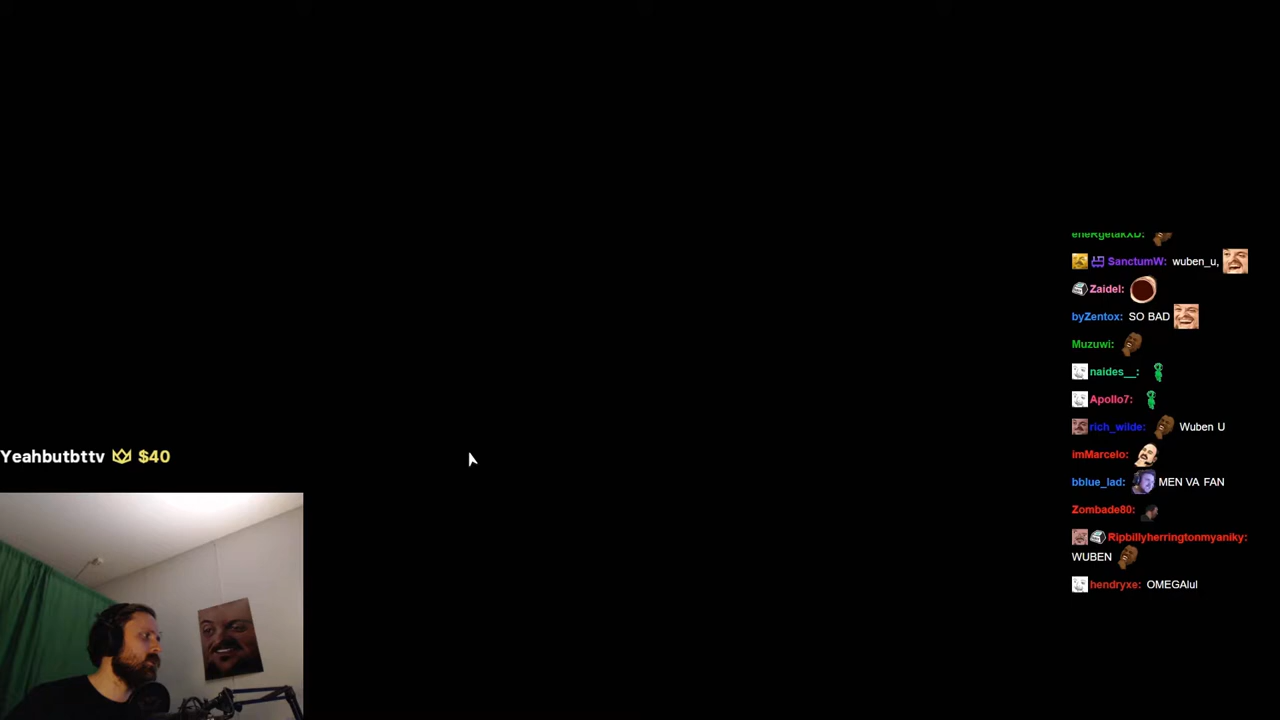 eneRgetakXD:
SanctumW: wuben_u,
Zaidel:
byZentox: SO BAD
Muzuwi:
naides__:
Apollo7:
rich_wilde: Wuben U
imMarcelo:
Yeahbutbttv $40
bblue_lad: MEN VA FAN
Zombade80:
Ripbillyherringtonmyaniky:
WUBEN
hendryxe: OMEGAlul